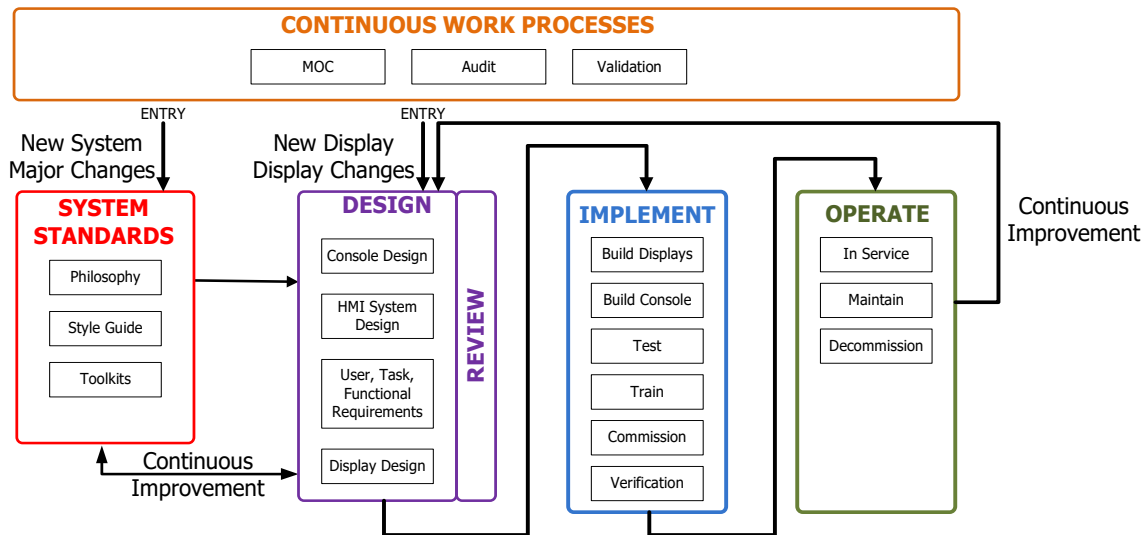 CONTINUOUS WORK PROCESSES
MOC
Audit
Validation
ENTRY
ENTRY
New System
Major Changes
New Display
Display Changes
SYSTEM
STANDARDS
Philosophy
Style Guide
Toolkits
Continuous
Improvement
DESIGN
Console Design
HMI System
Design
User, Task,
Functional
Requirements
Display Design
REVIEW
IMPLEMENT
Build Displays
Build Console
Test
Train
Commission
Verification
OPERATE
In Service
Maintain
Decommission
Continuous
Improvement